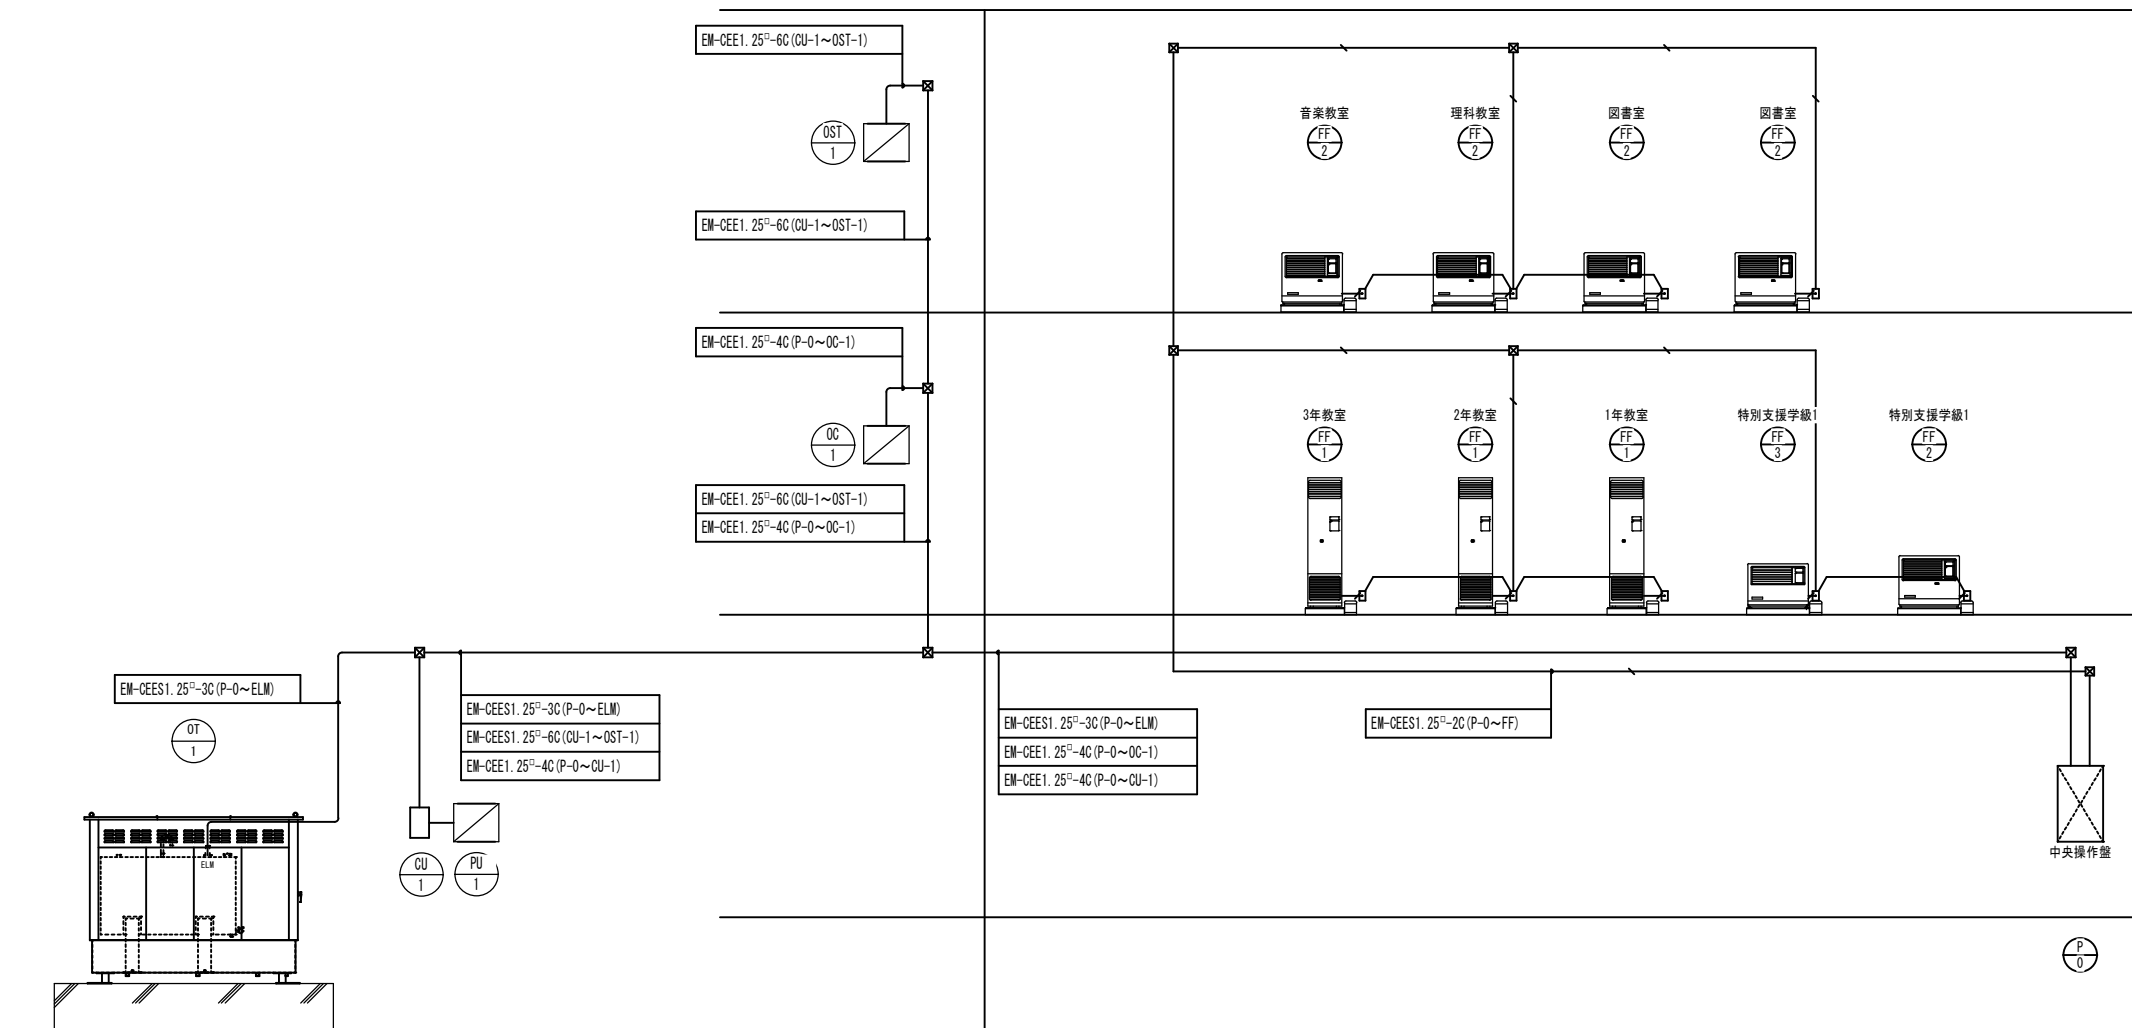 EM-CEE1.25□-6C(CU-1～OST-1)
OST
1
音楽教室
FF
2
理科教室
FF
2
図書室
FF
2
図書室
FF
2
EM-CEE1.25□-6C(CU-1～OST-1)
EM-CEE1.25□-4C(P-0～OC-1)
OC
1
3年教室
FF
1
2年教室
FF
1
1年教室
FF
1
特別支援学級1
FF
3
特別支援学級1
FF
2
EM-CEE1.25□-6C(CU-1～OST-1)
EM-CEE1.25□-4C(P-0～OC-1)
EM-CEES1.25□-3C(P-0～ELM)
OT
1
EM-CEES1.25□-3C(P-0～ELM)
EM-CEES1.25□-6C(CU-1～OST-1)
EM-CEE1.25□-4C(P-0～CU-1)
EM-CEES1.25□-3C(P-0～ELM)
EM-CEE1.25□-4C(P-0～OC-1)
EM-CEE1.25□-4C(P-0～CU-1)
EM-CEES1.25□-2C(P-0～FF)
ELM
CU
1
PU
1
中央操作盤
P
0